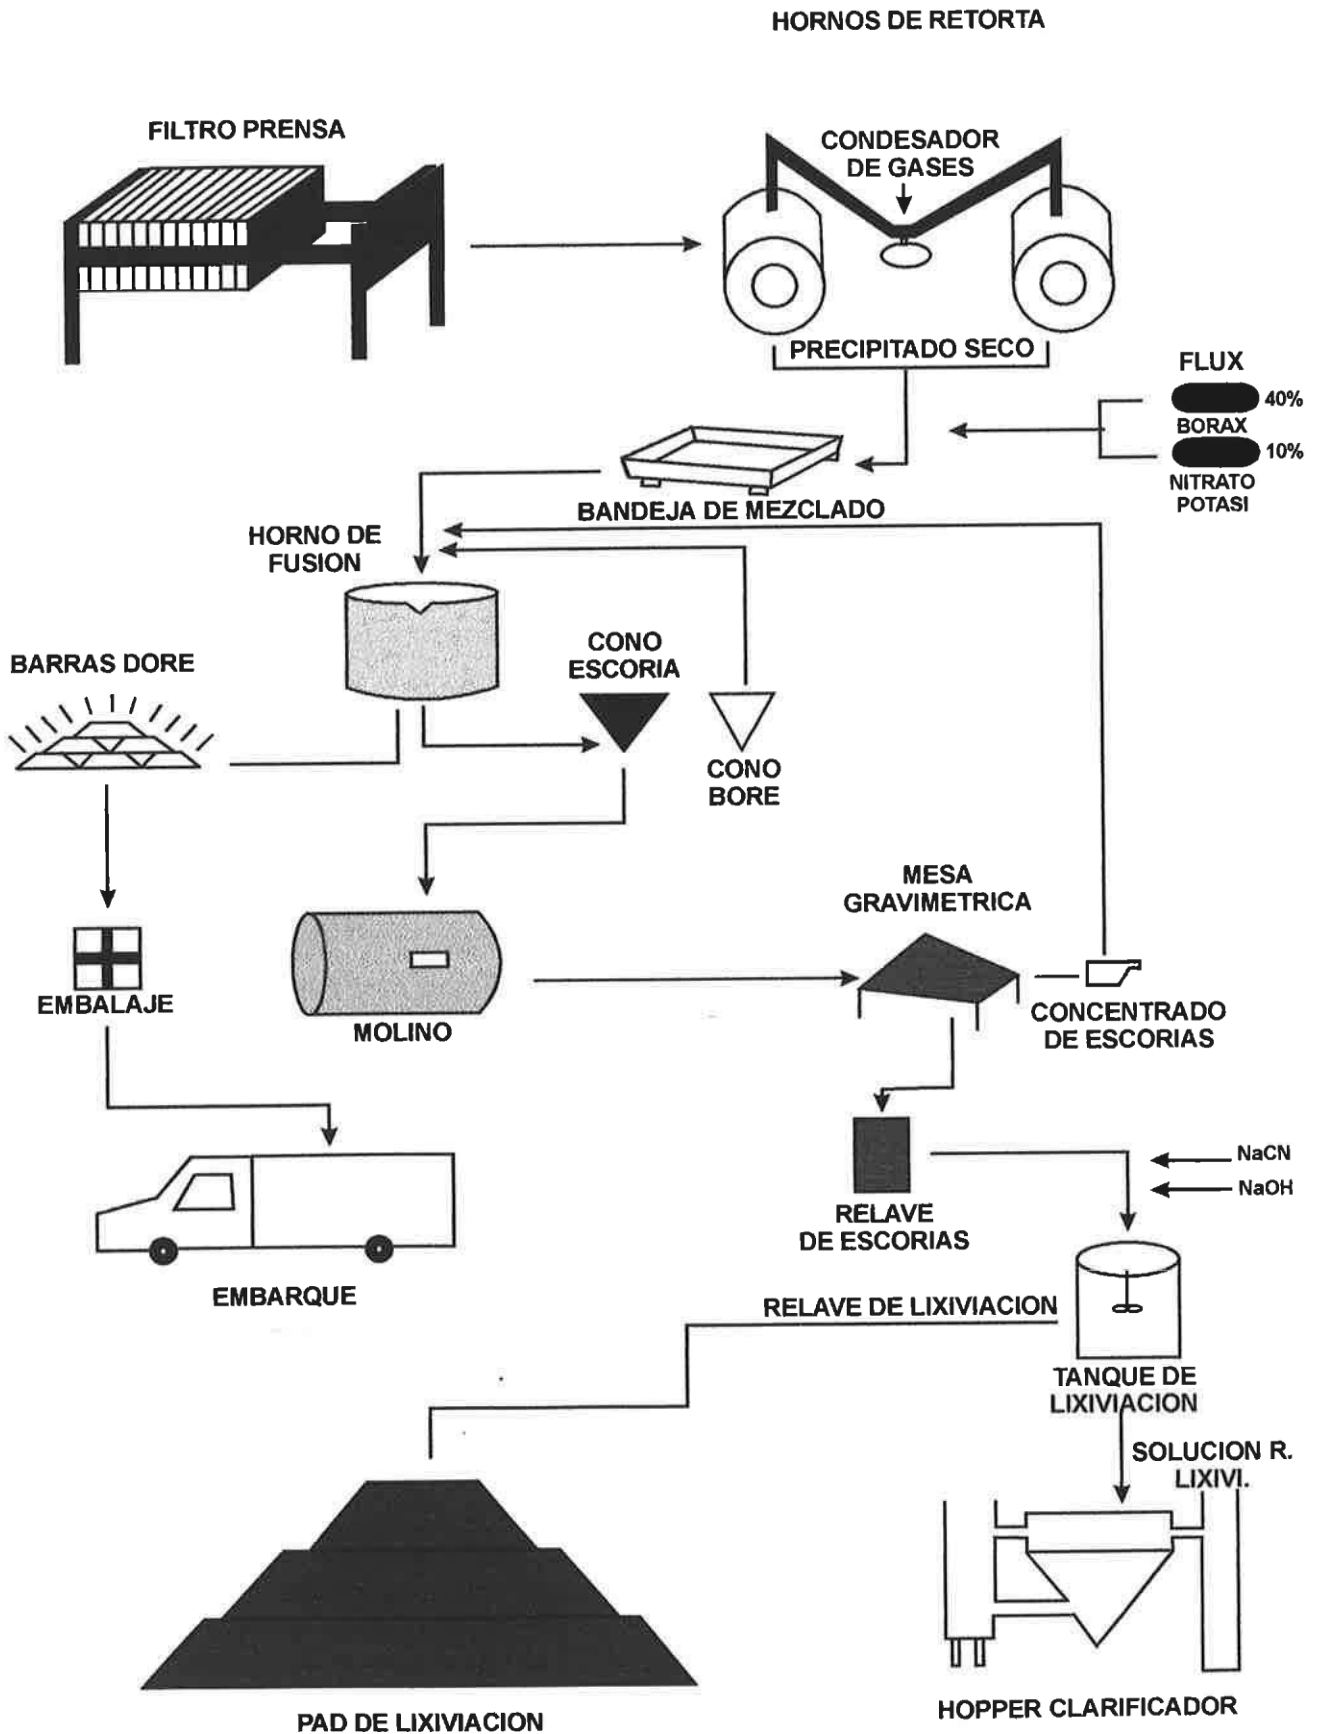 HORNOS DE RETORTA
FILTRO PRENSA
CONDESADOR
DE GASES
PRECIPITADO SECO
FLUX
40%
BORAX
10%
NITRATO
POTASI
BANDEJA DE MEZCLADO
HORNO DE
FUSION
CONO
ESCORIA
BARRAS DORE
CONO
BORE
MESA
GRAVIMETRICA
EMBALAJE
MOLINO
CONCENTRADO
DE ESCORIAS
NaCN
NaOH
RELAVE
DE ESCORIAS
EMBARQUE
RELAVE DE LIXIVIACION
TANQUE DE
LIXIVIACION
SOLUCION R.
LIXIVI.
HOPPER CLARIFICADOR
PAD DE LIXIVIACION